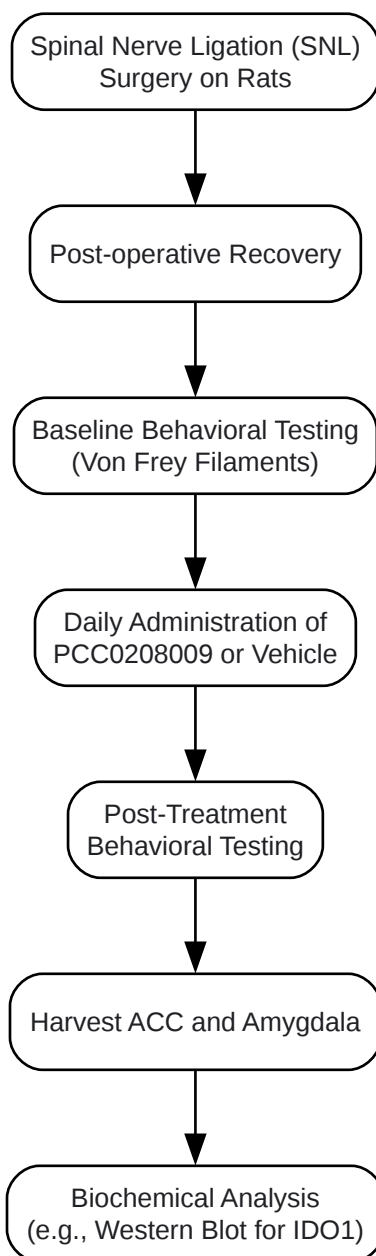 Spinal Nerve Ligation (SNL)
Surgery on Rats
Post-operative Recovery
Baseline Behavioral Testing
(Von Frey Filaments)
Daily Administration of
PCC0208009 or Vehicle
Post-Treatment
Behavioral Testing
Harvest ACC and Amygdala
Biochemical Analysis
(e.g., Western Blot for IDO1)